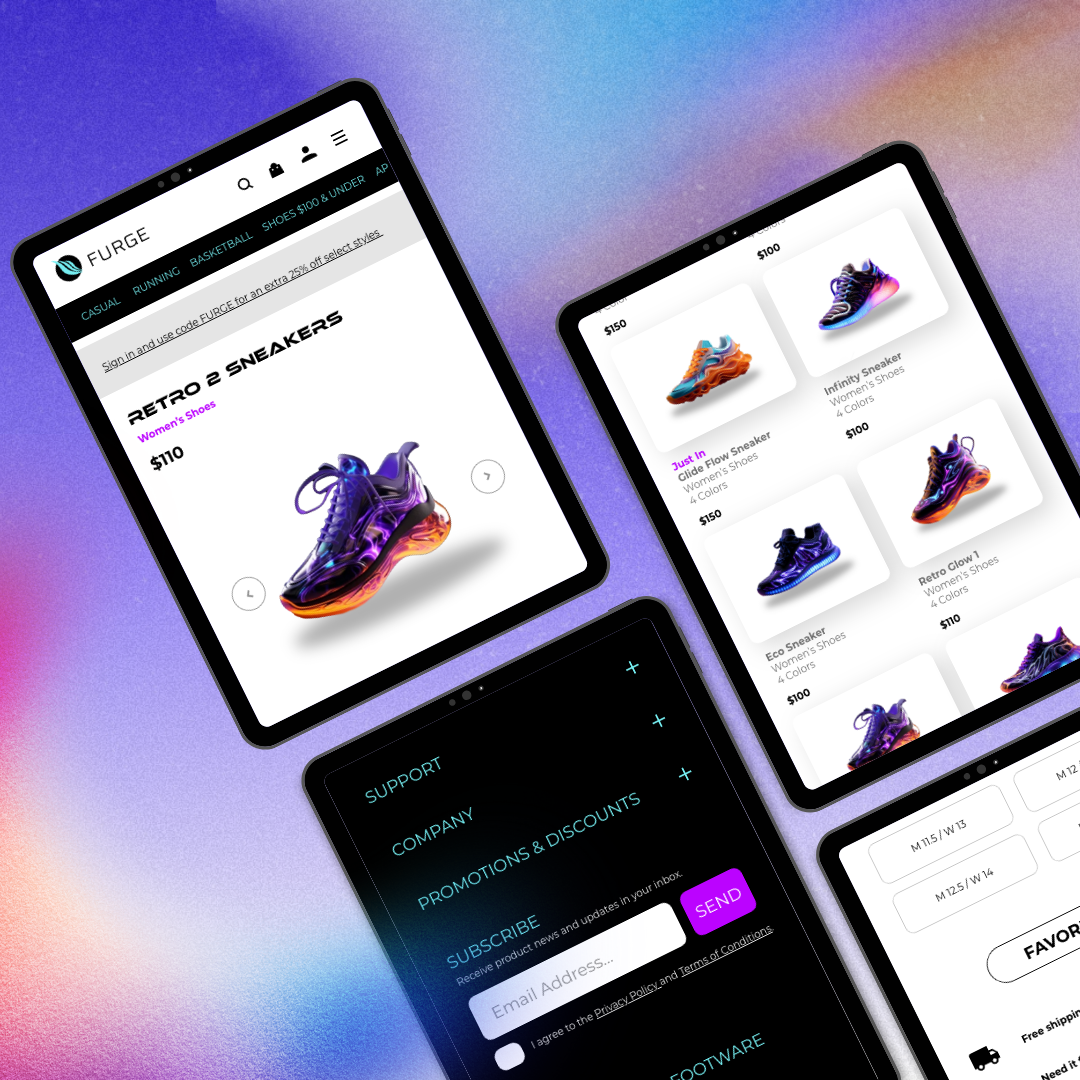 FURGE
CASUAL RUNNING BASKETBALL SHOES $100 & UNDER AP
Sign in and use code FURGE for an extra 25% off select styles.
RETRO 2 SNEAKERS
Women's Shoes
$110
$150
$100
Just In
Glide Flow Sneaker
Women's Shoes
4 Colors
$150
Infinity Sneaker
Women's Shoes
4 Colors
$100
Eco Sneaker
Women's Shoes
4 Colors
$100
Retro Glow 1
Women's Shoes
4 Colors
$110
SUPPORT +
COMPANY +
PROMOTIONS & DISCOUNTS +
SUBSCRIBE
Receive product news and updates in your inbox.
Email Address...
SEND
I agree to the Privacy Policy and Terms of Conditions.
FOOTWARE
M 11.5 / W 13
M 12
M 12.5 / W 14
FAVOR
Free shippin
Need it